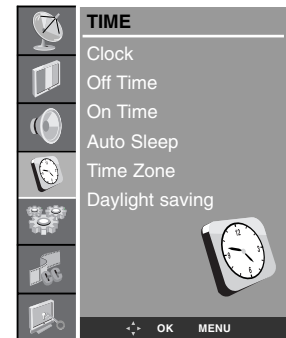 TIME
Clock
Off Time
On Time
Auto Sleep
Time Zone
Daylight saving
OK MENU